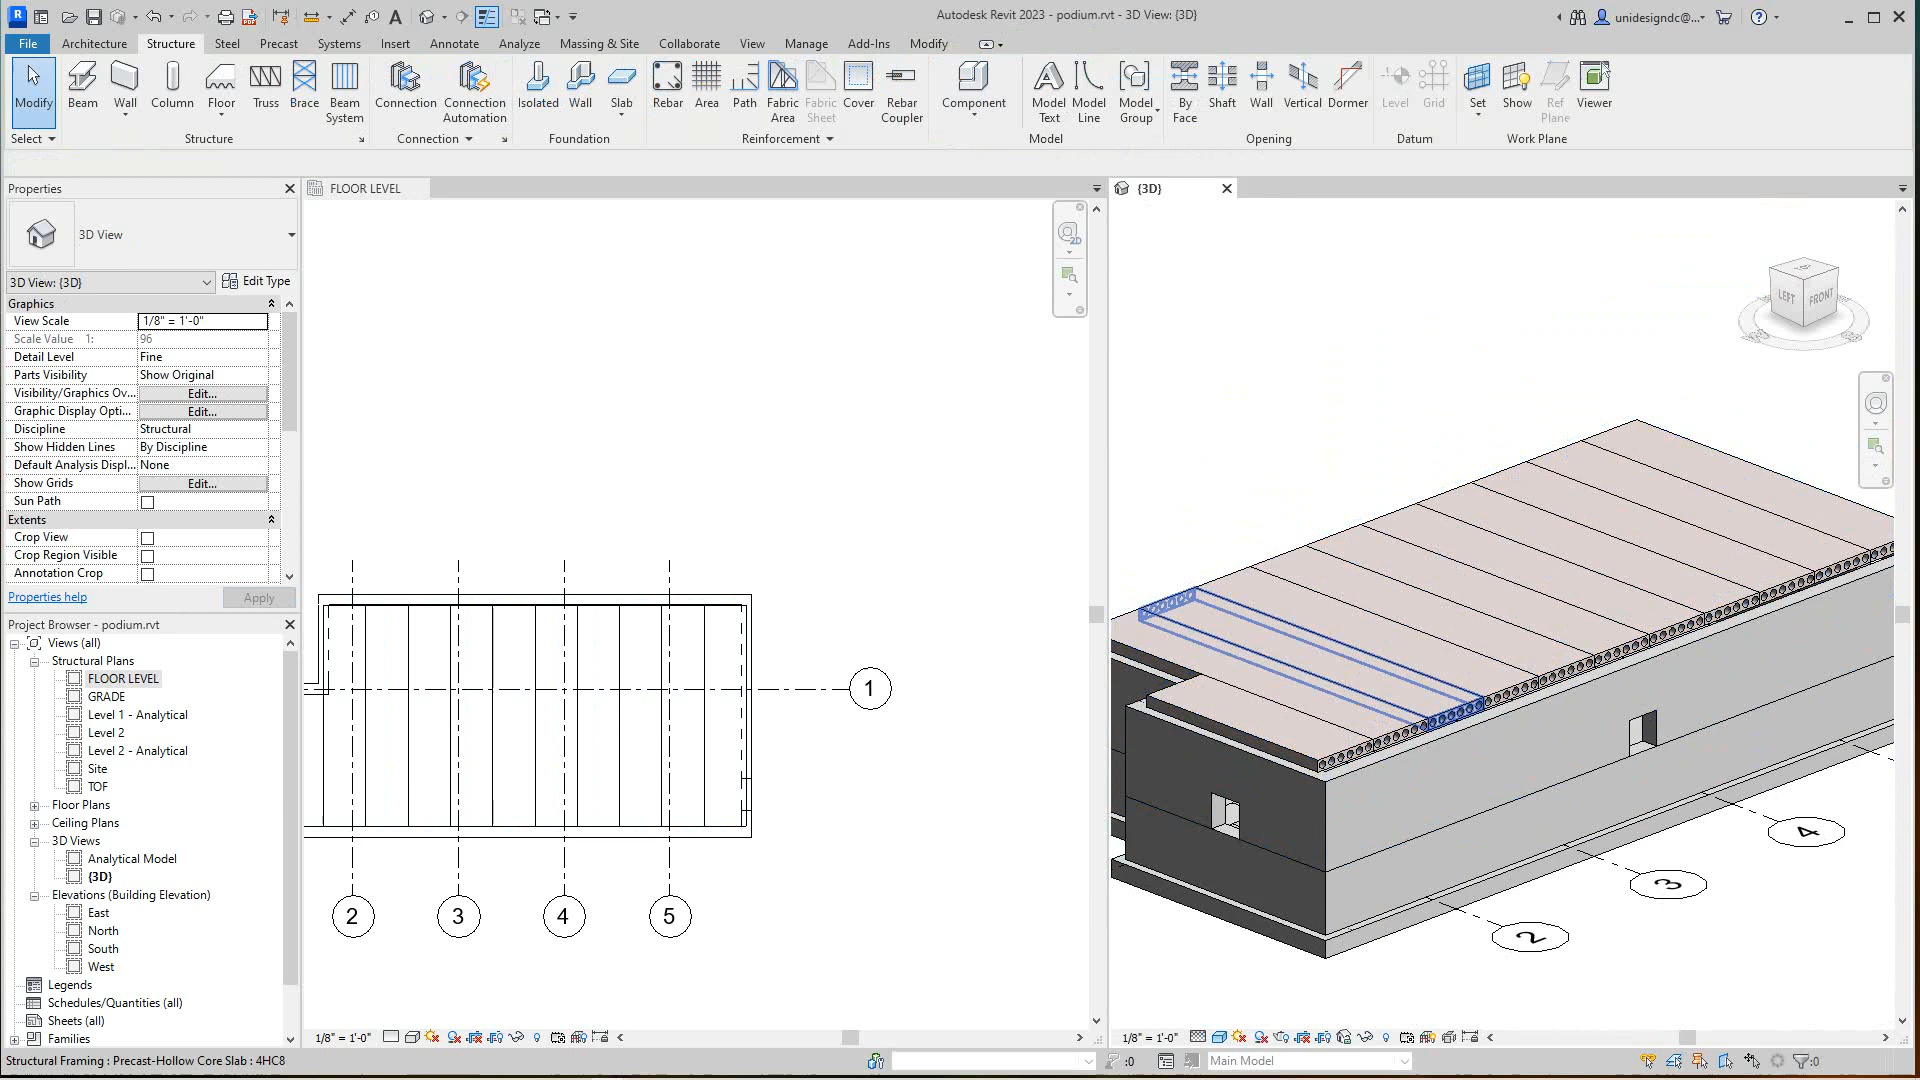 Autodesk Revit 2023 - podium.rvt - 3D View: {3D}
unidesigndc@...
File Architecture Structure Steel Precast Systems Insert Annotate Analyze Massing & Site Collaborate View Manage Add-Ins Modify
Modify Beam Wall Column Floor Truss Brace Beam System Connection Connection Automation Isolated Wall Slab Rebar Area Path Fabric Area Fabric Sheet Cover Rebar Coupler Component Model Text Model Line Model Group By Face Shaft Wall Vertical Dormer Level Grid Set Show Ref Plane Viewer
Select Structure Connection Foundation Reinforcement Model Opening Datum Work Plane
Properties
3D View
3D View: {3D}
Edit Type
Graphics
View Scale 1/8" = 1'-0"
Scale Value 1: 96
Detail Level Fine
Parts Visibility Show Original
Visibility/Graphics Ov... Edit...
Graphic Display Opti... Edit...
Discipline Structural
Show Hidden Lines By Discipline
Default Analysis Displ... None
Show Grids Edit...
Sun Path
Extents
Crop View
Crop Region Visible
Annotation Crop
Properties help Apply
Project Browser - podium.rvt
Views (all)
Structural Plans
FLOOR LEVEL
GRADE
Level 1 - Analytical
Level 2
Level 2 - Analytical
Site
TOF
Floor Plans
Ceiling Plans
3D Views
Analytical Model
{3D}
Elevations (Building Elevation)
East
North
South
West
Legends
Schedules/Quantities (all)
Sheets (all)
Families
FLOOR LEVEL
2D
1
2 3 4 5
1/8" = 1'-0"
{3D}
LEFT FRONT
4
3
2
1/8" = 1'-0"
Structural Framing : Precast-Hollow Core Slab : 4HC8
:0
Main Model
:0